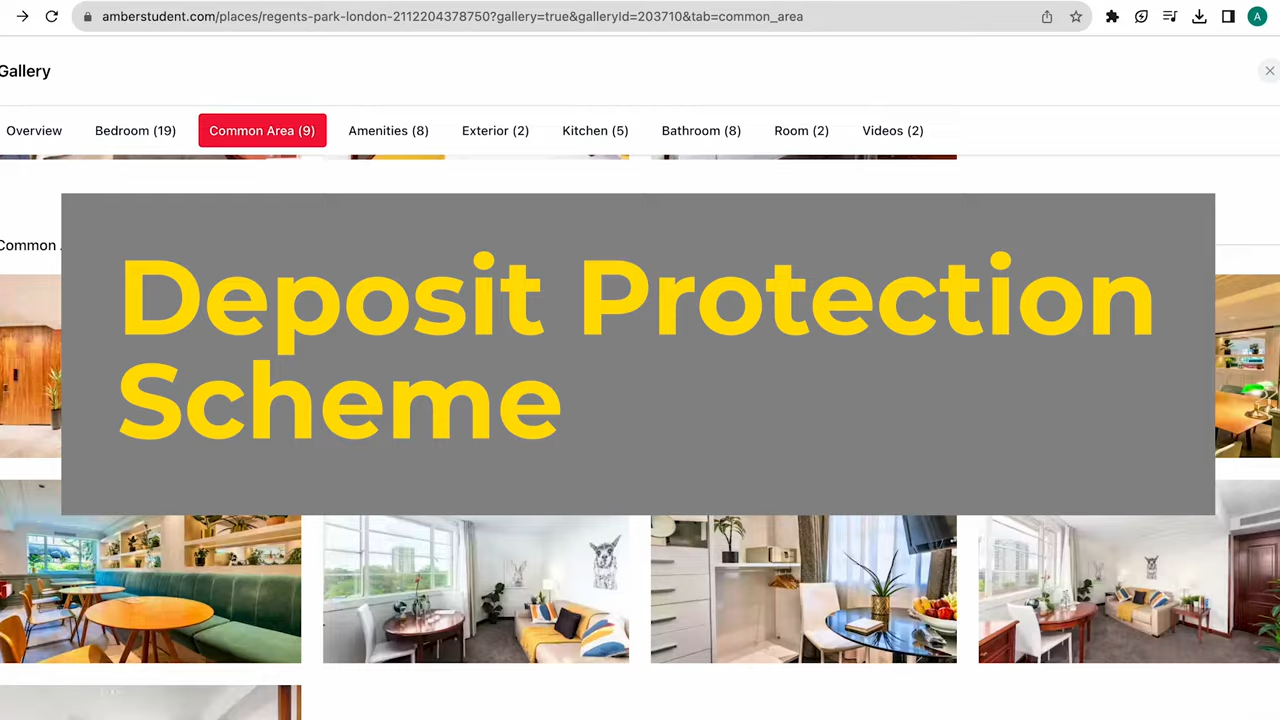 amberstudent.com/places/regents-park-london-2112204378750?gallery=true&galleryId=203710&tab=common_area
A
Gallery
Overview
Bedroom (19)
Common Area (9)
Amenities (8)
Exterior (2)
Kitchen (5)
Bathroom (8)
Room (2)
Videos (2)
Common
Deposit Protection
Scheme